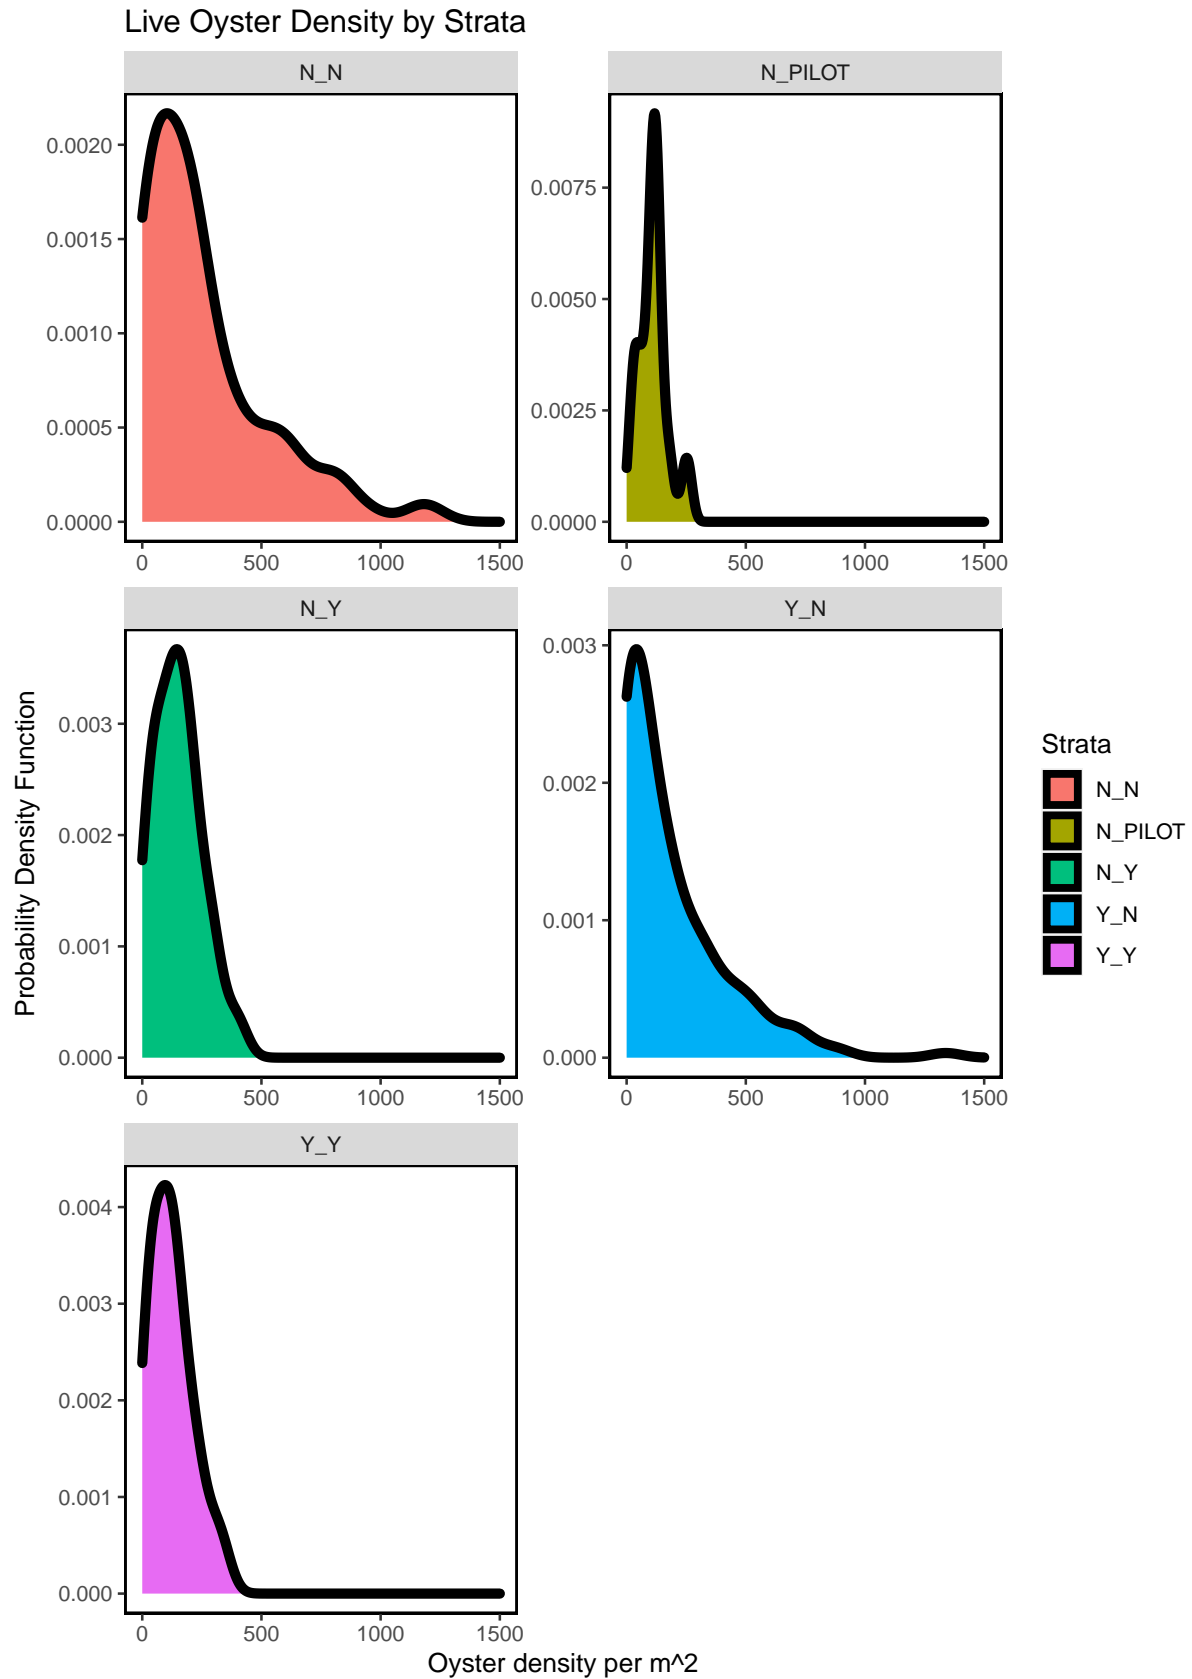 Live Oyster Density by Strata
N_N
N_PILOT
0.0020
0.0015
0.0010
0.0005
0.0000
0.0075
0.0050
0.0025
0.0000
0 500 1000 1500
0 500 1000 1500
N_Y
Y_N
0.003
0.002
0.001
0.000
0.003
0.002
0.001
0.000
0 500 1000 1500
0 500 1000 1500
Y_Y
0.004
0.003
0.002
0.001
0.000
0 500 1000 1500
Probability Density Function
Oyster density per m^2
Strata
N_N
N_PILOT
N_Y
Y_N
Y_Y